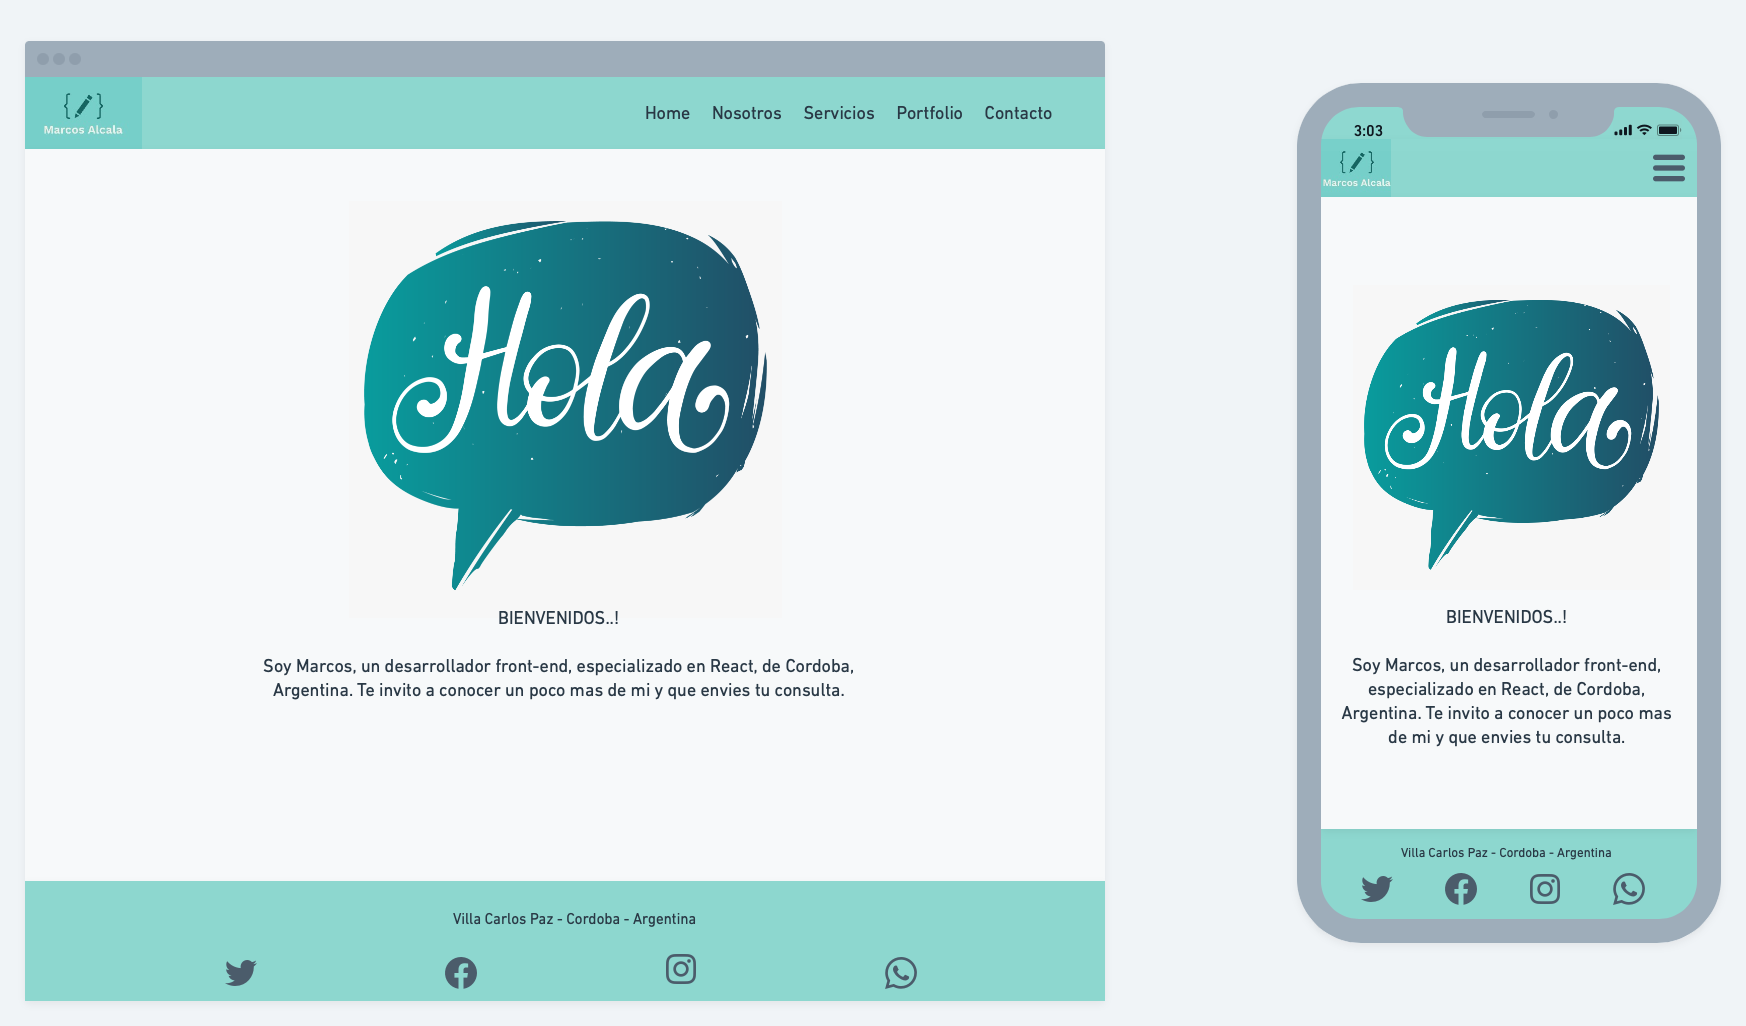 Marcos Alcala
Home Nosotros Servicios Portfolio Contacto
Hola
BIENVENIDOS..!
Soy Marcos, un desarrollador front-end, especializado en React, de Cordoba,
Argentina. Te invito a conocer un poco mas de mi y que envies tu consulta.
Villa Carlos Paz - Cordoba - Argentina
3:03
Marcos Alcala
Hola
BIENVENIDOS..!
Soy Marcos, un desarrollador front-end,
especializado en React, de Cordoba,
Argentina. Te invito a conocer un poco mas
de mi y que envies tu consulta.
Villa Carlos Paz - Cordoba - Argentina